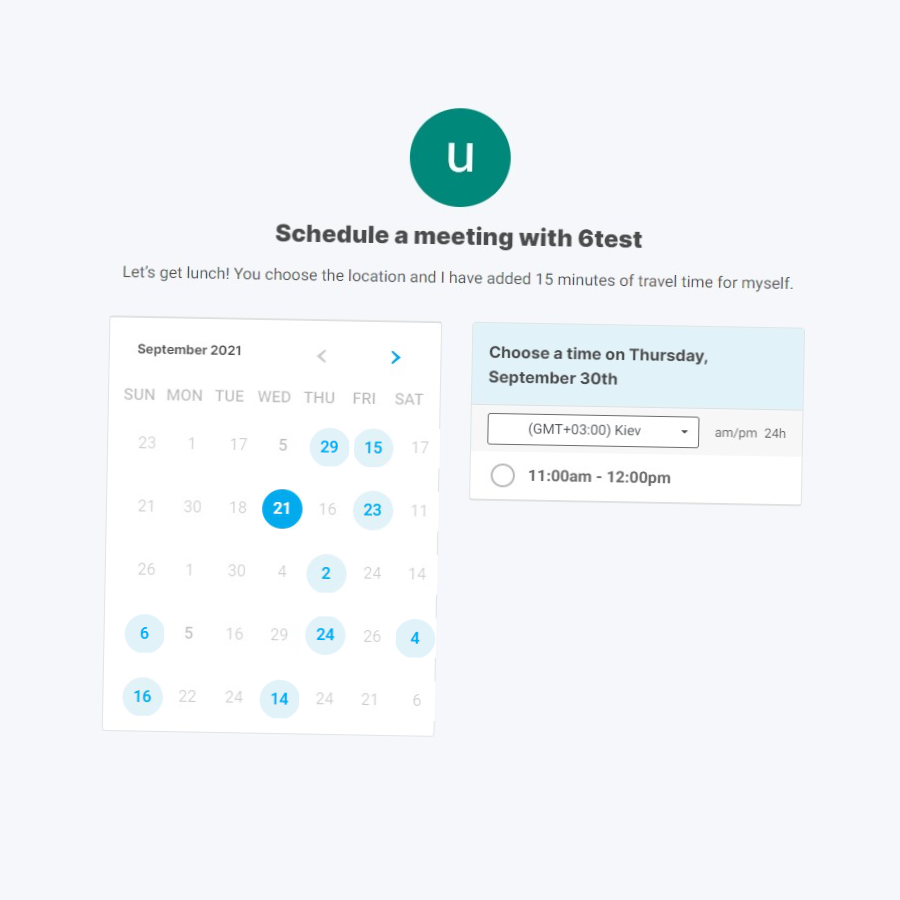 u
Schedule a meeting with 6test
Let's get lunch! You choose the location and I have added 15 minutes of travel time for myself.
September 2021
SUN MON TUE WED THU FRI SAT
23 1 17 5 29 15 17
21 30 18 21 16 23 11
26 1 30 4 2 24 14
6 5 16 29 24 26 4
16 22 24 14 24 21 6
Choose a time on Thursday,
September 30th
(GMT+03:00) Kiev am/pm 24h
11:00am - 12:00pm